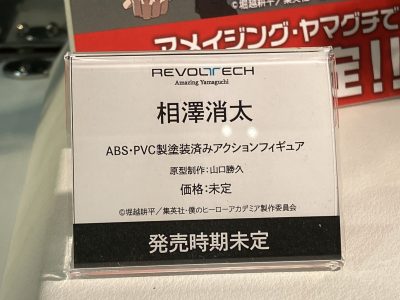 ©堀越耕平／集英
アメイジング・ヤマグチで
定!!
REVOLTECH
Amazing Yamaguchi
相澤消太
ABS・PVC製塗装済みアクションフィギュア
原型制作：山口勝久
価格：未定
©堀越耕平／集英社・僕のヒーローアカデミア製作委員会
発売時期未定